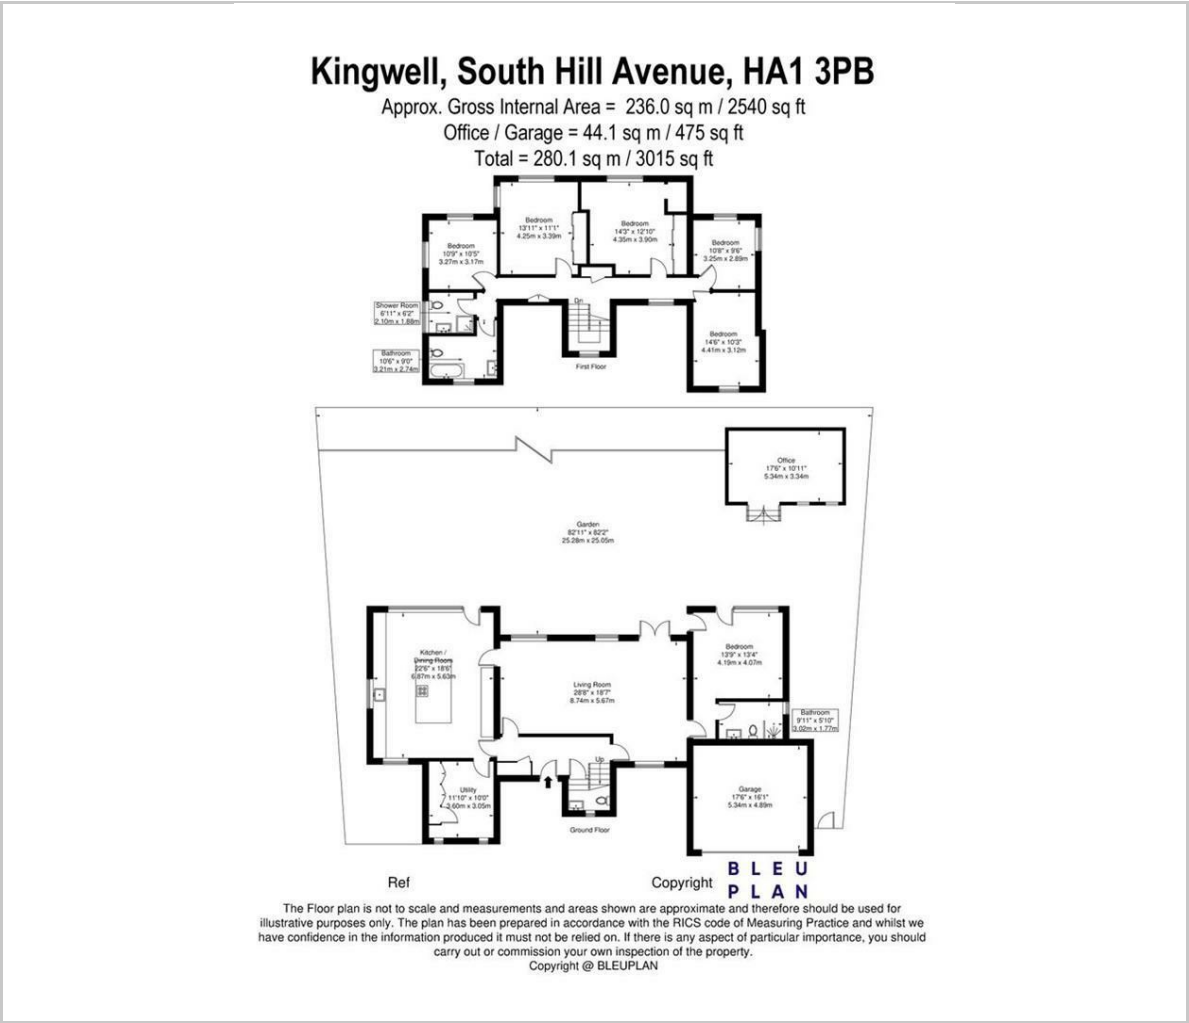 Kingwell, South Hill Avenue, HA1 3PB
Approx. Gross Internal Area = 236.0 sq m / 2540 sq ft
Office / Garage = 44.1 sq m / 475 sq ft
Total = 280.1 sq m / 3015 sq ft
Bedroom
13'11" x 11'1"
4.25m x 3.39m
Bedroom
14'3" x 12'10"
4.35m x 3.90m
Bedroom
10'9" x 10'5"
3.27m x 3.17m
Bedroom
10'8" x 9'6"
3.25m x 2.89m
Shower Room
6'11" x 6'2"
2.10m x 1.88m
Dn
Bedroom
14'6" x 10'3"
4.41m x 3.12m
Bathroom
10'6" x 9'0"
3.21m x 2.74m
First Floor
Office
17'6" x 10'11"
5.34m x 3.34m
Garden
82'11" x 82'2"
25.28m x 25.05m
Kitchen /
Dining Room
22'6" x 18'6"
6.87m x 5.63m
Bedroom
13'9" x 13'4"
4.19m x 4.07m
Living Room
28'8" x 18'7"
8.74m x 5.67m
Bathroom
9'11" x 5'10"
3.02m x 1.77m
Up
Utility
11'10" x 10'0"
3.60m x 3.05m
Garage
17'6" x 16'1"
5.34m x 4.89m
Ground Floor
Ref
Copyright
BLEU
PLAN
The Floor plan is not to scale and measurements and areas shown are approximate and therefore should be used for
illustrative purposes only. The plan has been prepared in accordance with the RICS code of Measuring Practice and whilst we
have confidence in the information produced it must not be relied on. If there is any aspect of particular importance, you should
carry out or commission your own inspection of the property.
Copyright @ BLEUPLAN